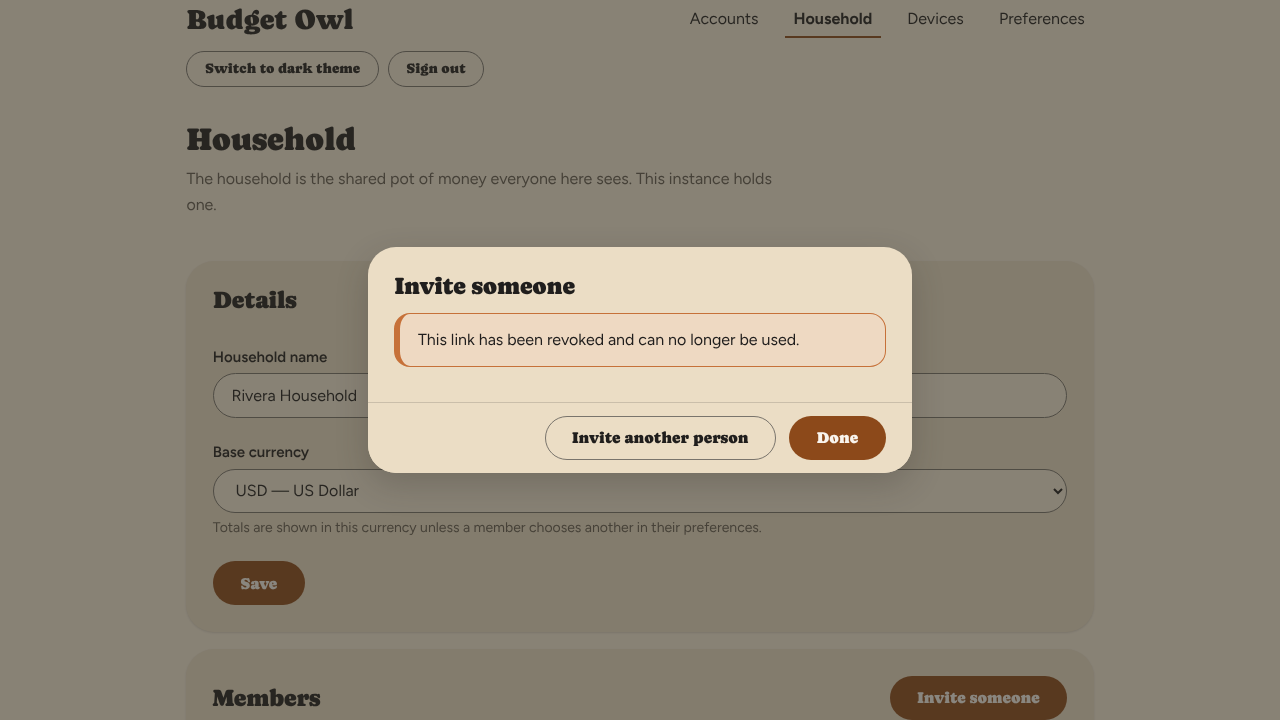 Budget Owl
Accounts
Household
Devices
Preferences
Switch to dark theme
Sign out
Household
The household is the shared pot of money everyone here sees. This instance holds
one.
Details
Household name
Rivera Household
Base currency
USD — US Dollar
Totals are shown in this currency unless a member chooses another in their preferences.
Save
Members
Invite someone
Invite someone
This link has been revoked and can no longer be used.
Invite another person
Done